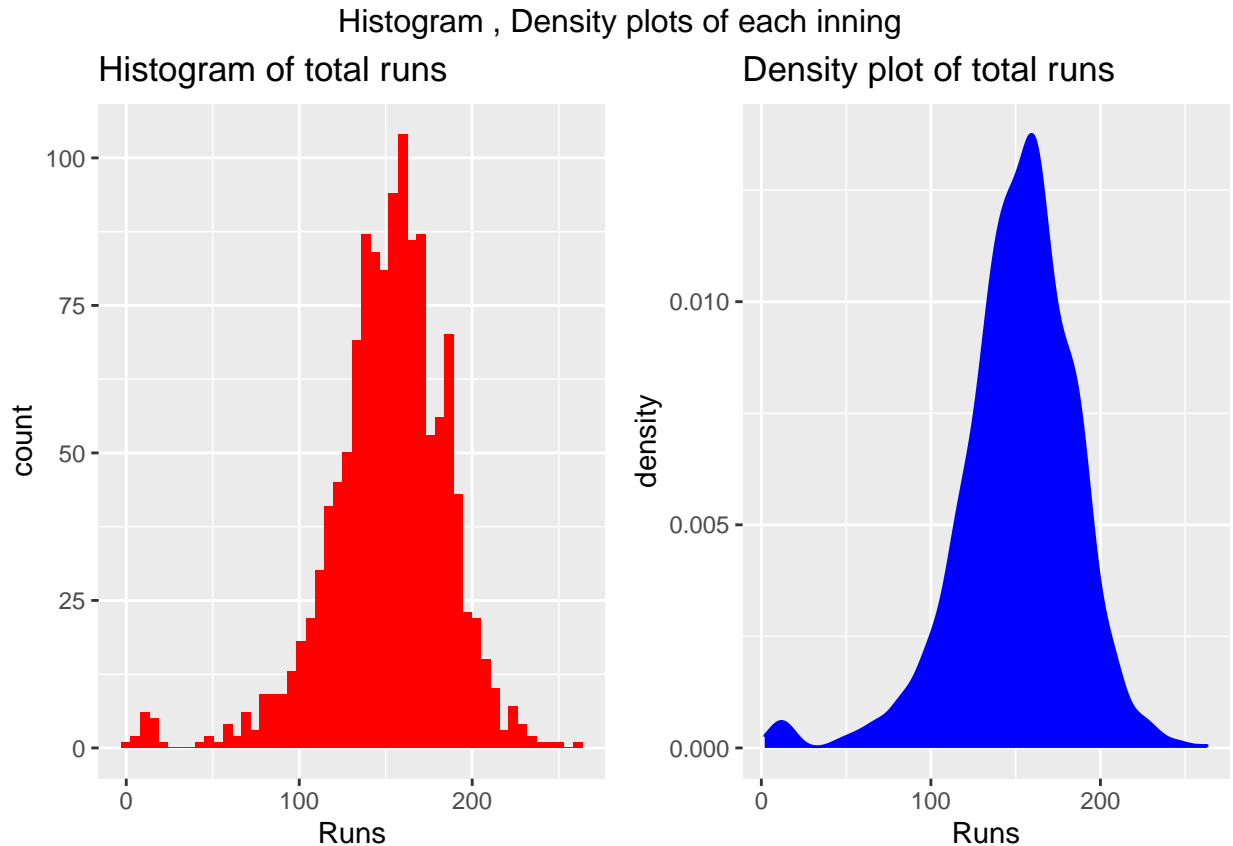 Histogram , Density plots of each inning
Histogram of total runs
100
75
50
25
0
count
0 100 200
Runs
Density plot of total runs
0.010
0.005
0.000
density
0 100 200
Runs